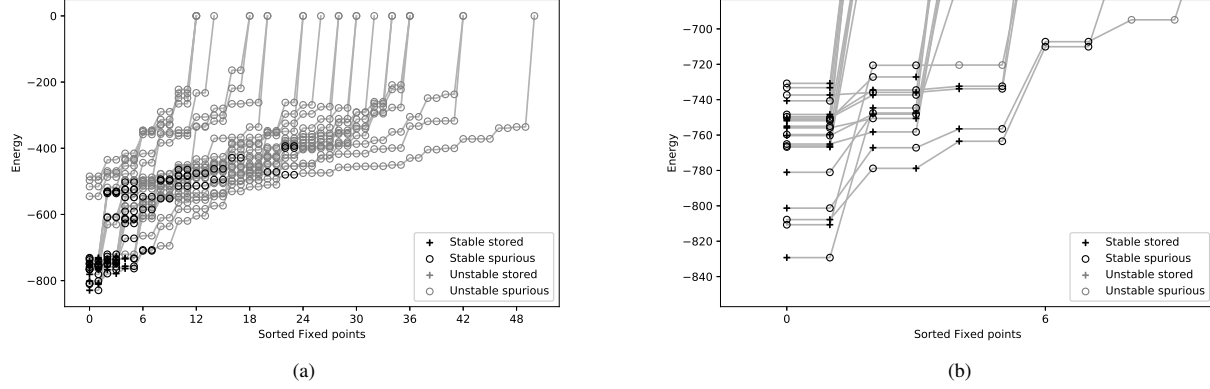 0
−200
−400
−600
−800
Energy
0 6 12 18 24 30 36 42 48
Sorted Fixed points
Stable stored
Stable spurious
Unstable stored
Unstable spurious
(a)
−700
−720
−740
−760
−780
−800
−820
−840
Energy
0 6
Sorted Fixed points
Stable stored
Stable spurious
Unstable stored
Unstable spurious
(b)